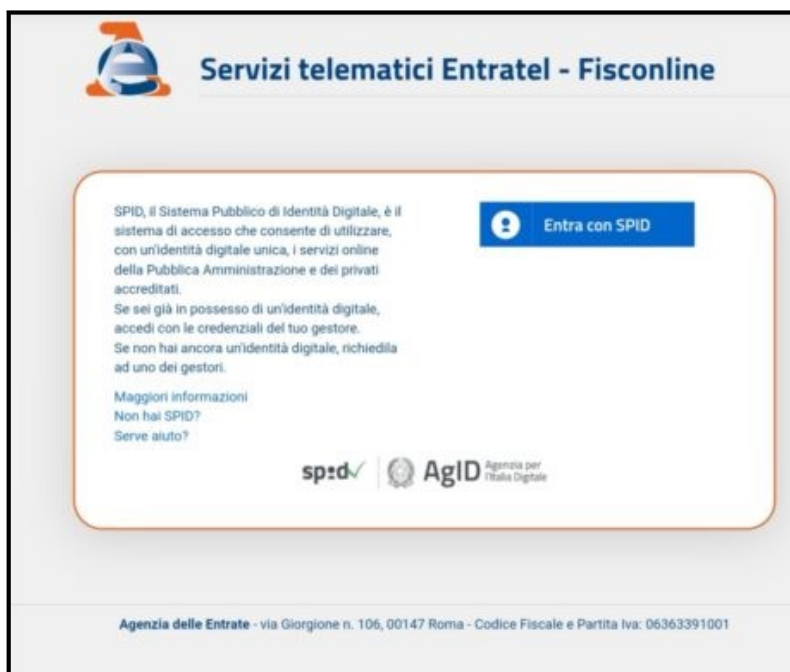 Servizi telematici Entratel - Fisconline
SPID, il Sistema Pubblico di Identità Digitale, è il
sistema di accesso che consente di utilizzare,
con un'identità digitale unica, i servizi online
della Pubblica Amministrazione e dei privati
accreditati.
Se sei già in possesso di un'identità digitale,
accedi con le credenziali del tuo gestore.
Se non hai ancora un'identità digitale, richiedila
ad uno dei gestori.
Maggiori informazioni
Non hai SPID?
Serve aiuto?
Entra con SPID
spid
AgID Agenzia per
l'Italia Digitale
Agenzia delle Entrate - via Giorgione n. 106, 00147 Roma - Codice Fiscale e Partita Iva: 06363391001